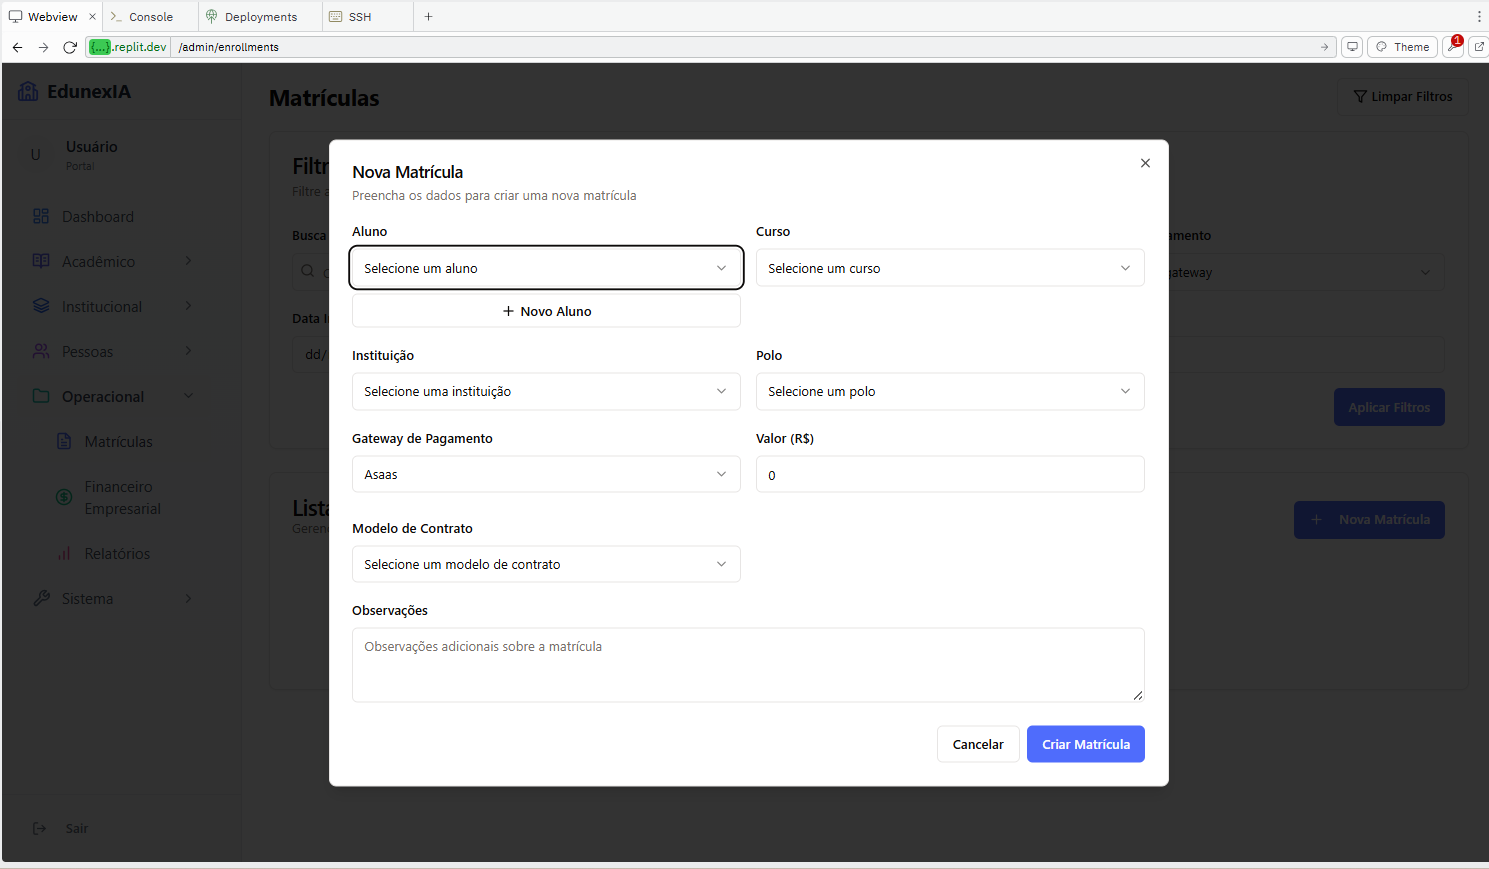 Webview
Console
Deployments
SSH
{...}.replit.dev
/admin/enrollments
Theme
1
EdunexIA
U
Usuário
Portal
Dashboard
Acadêmico
Institucional
Pessoas
Operacional
Matrículas
Financeiro
Empresarial
Relatórios
Sistema
Sair
Matrículas
Limpar Filtros
Filtr
Filtre a
Busca
Data I
dd/
amento
ateway
Aplicar Filtros
Lista
Geren
Nova Matrícula
Nova Matrícula
Preencha os dados para criar uma nova matrícula
Aluno
Curso
Selecione um aluno
Selecione um curso
Novo Aluno
Instituição
Polo
Selecione uma instituição
Selecione um polo
Gateway de Pagamento
Valor (R$)
Asaas
0
Modelo de Contrato
Selecione um modelo de contrato
Observações
Observações adicionais sobre a matrícula
Cancelar
Criar Matrícula